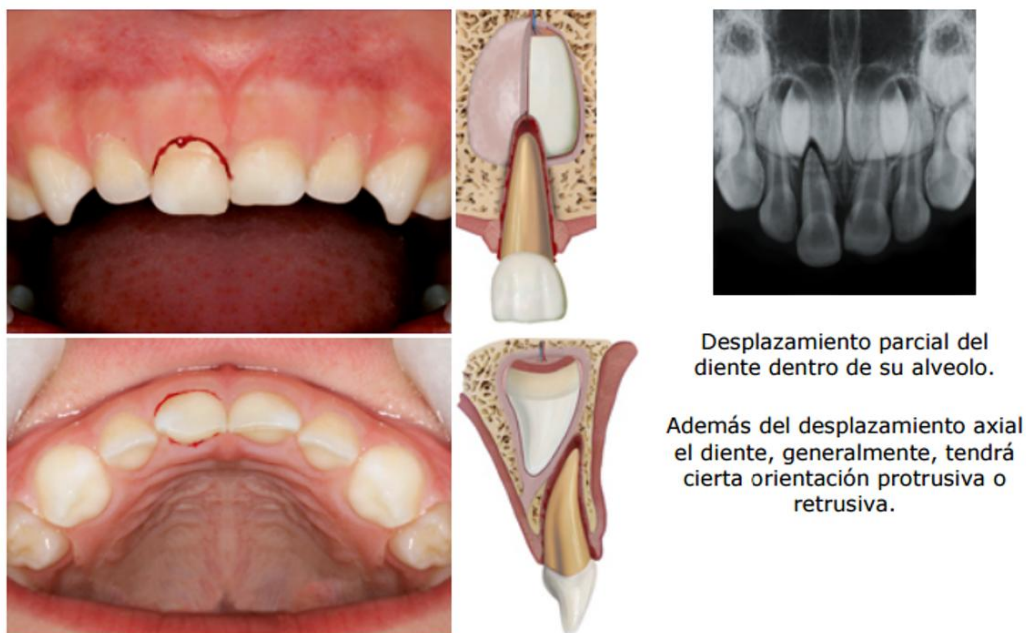 Desplazamiento parcial del
diente dentro de su alveolo.
Además del desplazamiento axial
el diente, generalmente, tendrá
cierta orientación protrusiva o
retrusiva.